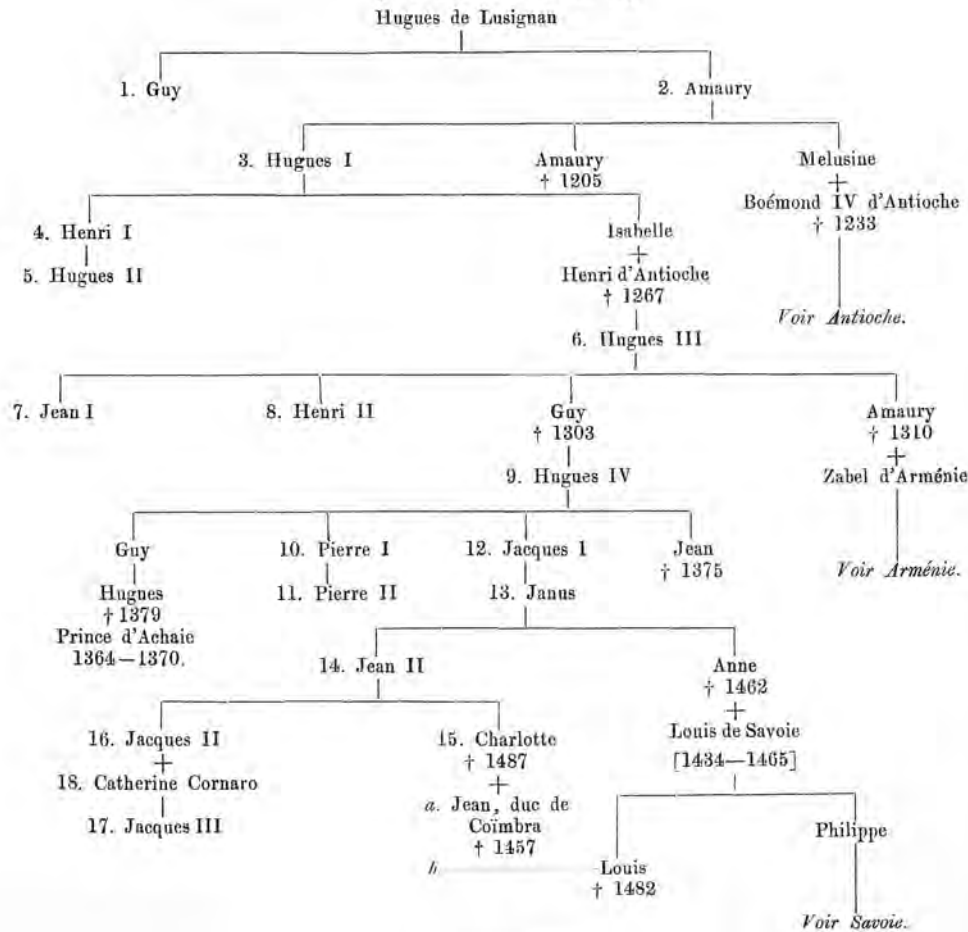 Hugues de Lusignan
1. Guy 2. Amaury
3. Hugues I Amaury Melusine
† 1205 +
Boémond IV d'Antioche
4. Henri I Isabelle † 1233
+
5. Hugues II Henri d'Antioche
† 1267
Voir Antioche.
6. Hugues III
7. Jean I 8. Henri II Guy Amaury
† 1303 † 1310
+
9. Hugues IV Zabel d'Arménie
Guy 10. Pierre I 12. Jacques I Jean
† 1375 Voir Arménie.
Hugues 11. Pierre II 13. Janus
† 1379
Prince d'Achaie
1364—1370. 14. Jean II Anne
† 1462
+
16. Jacques II 15. Charlotte Louis de Savoie
+ † 1487 [1434—1465]
18. Catherine Cornaro +
a. Jean, duc de
17. Jacques III Coïmbra Philippe
† 1457
b Louis
† 1482
Voir Savoie.